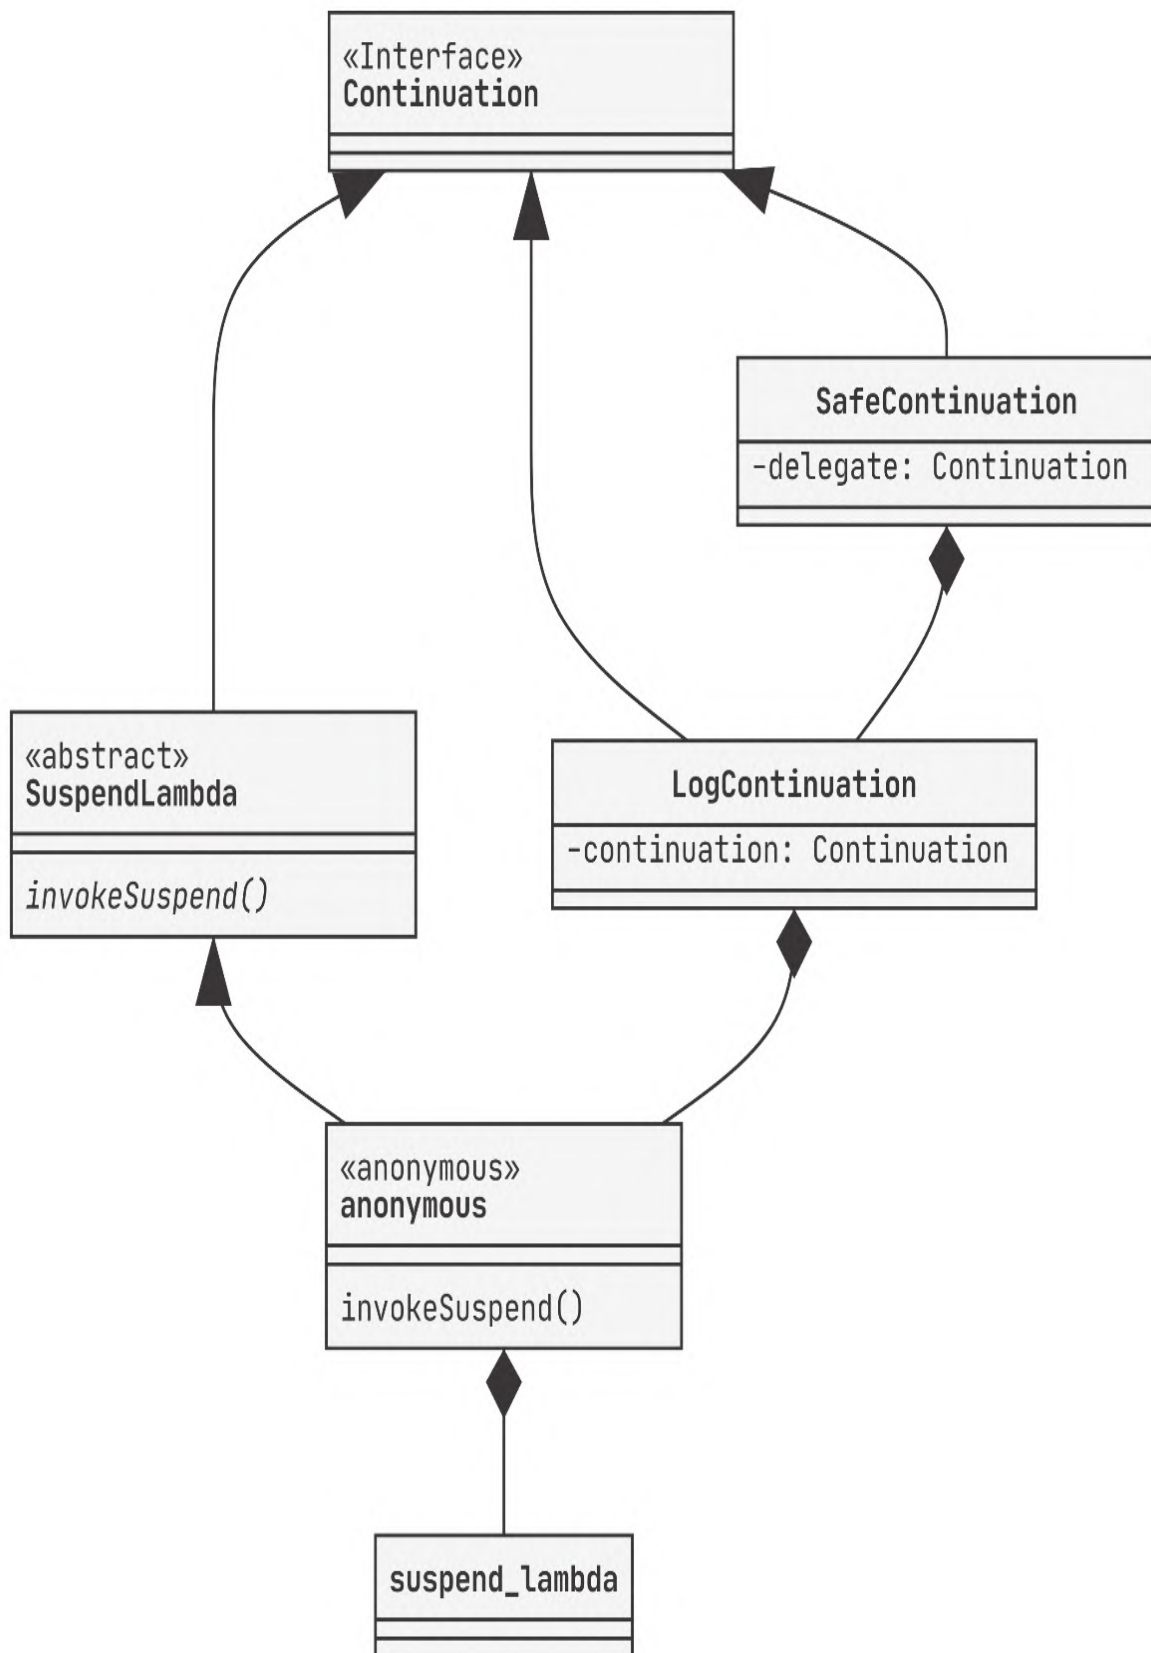 «Interface»
Continuation
SafeContinuation
-delegate: Continuation
«abstract»
SuspendLambda
invokeSuspend()
LogContinuation
-continuation: Continuation
«anonymous»
anonymous
invokeSuspend()
suspend_lambda